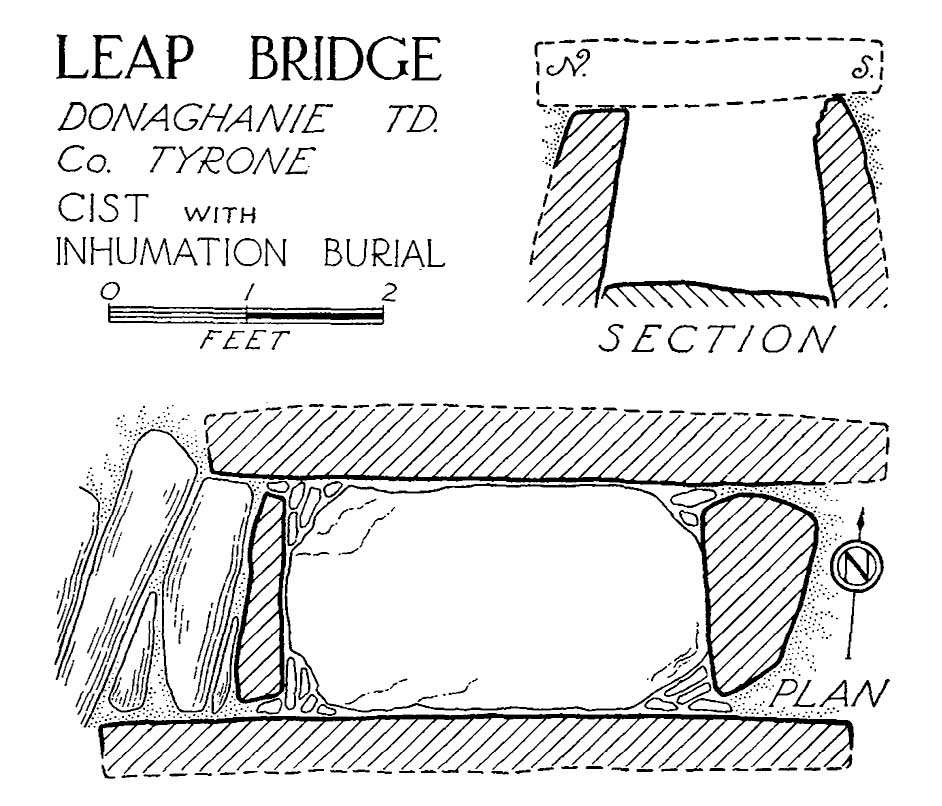 LEAP BRIDGE
DONAGHANIE TD.
Co. TYRONE
CIST WITH
INHUMATION BURIAL
0 1 2
FEET
N. S.
SECTION
N
PLAN